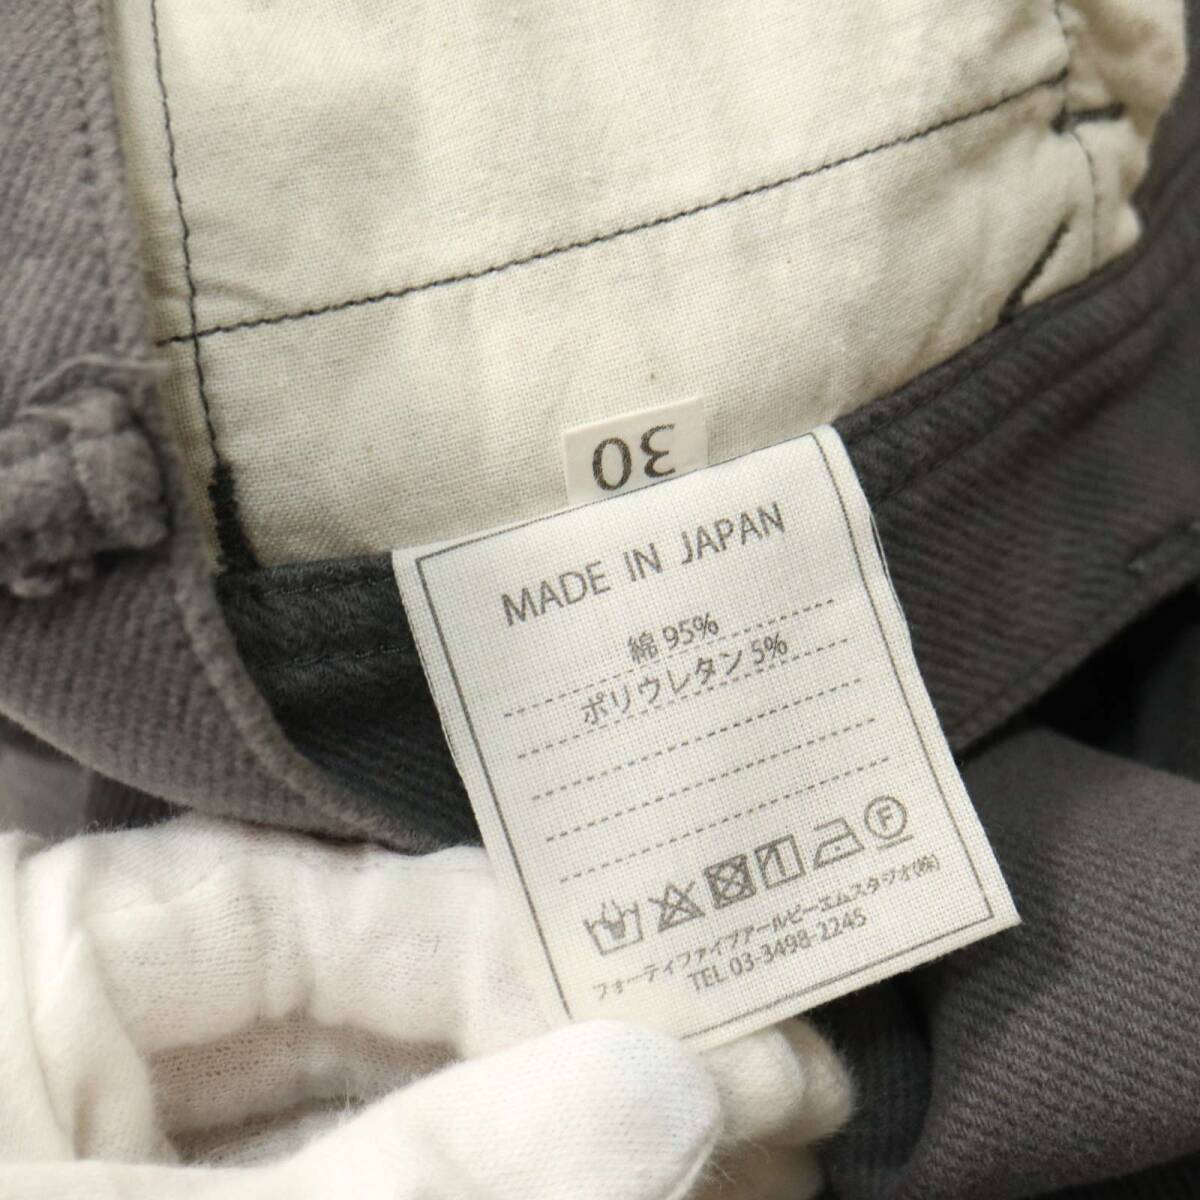 30
MADE IN JAPAN
綿 95%
ポリウレタン 5%
F
フォーティファイブアールピーエムスタジオ(株)
TEL 03-3498-2245